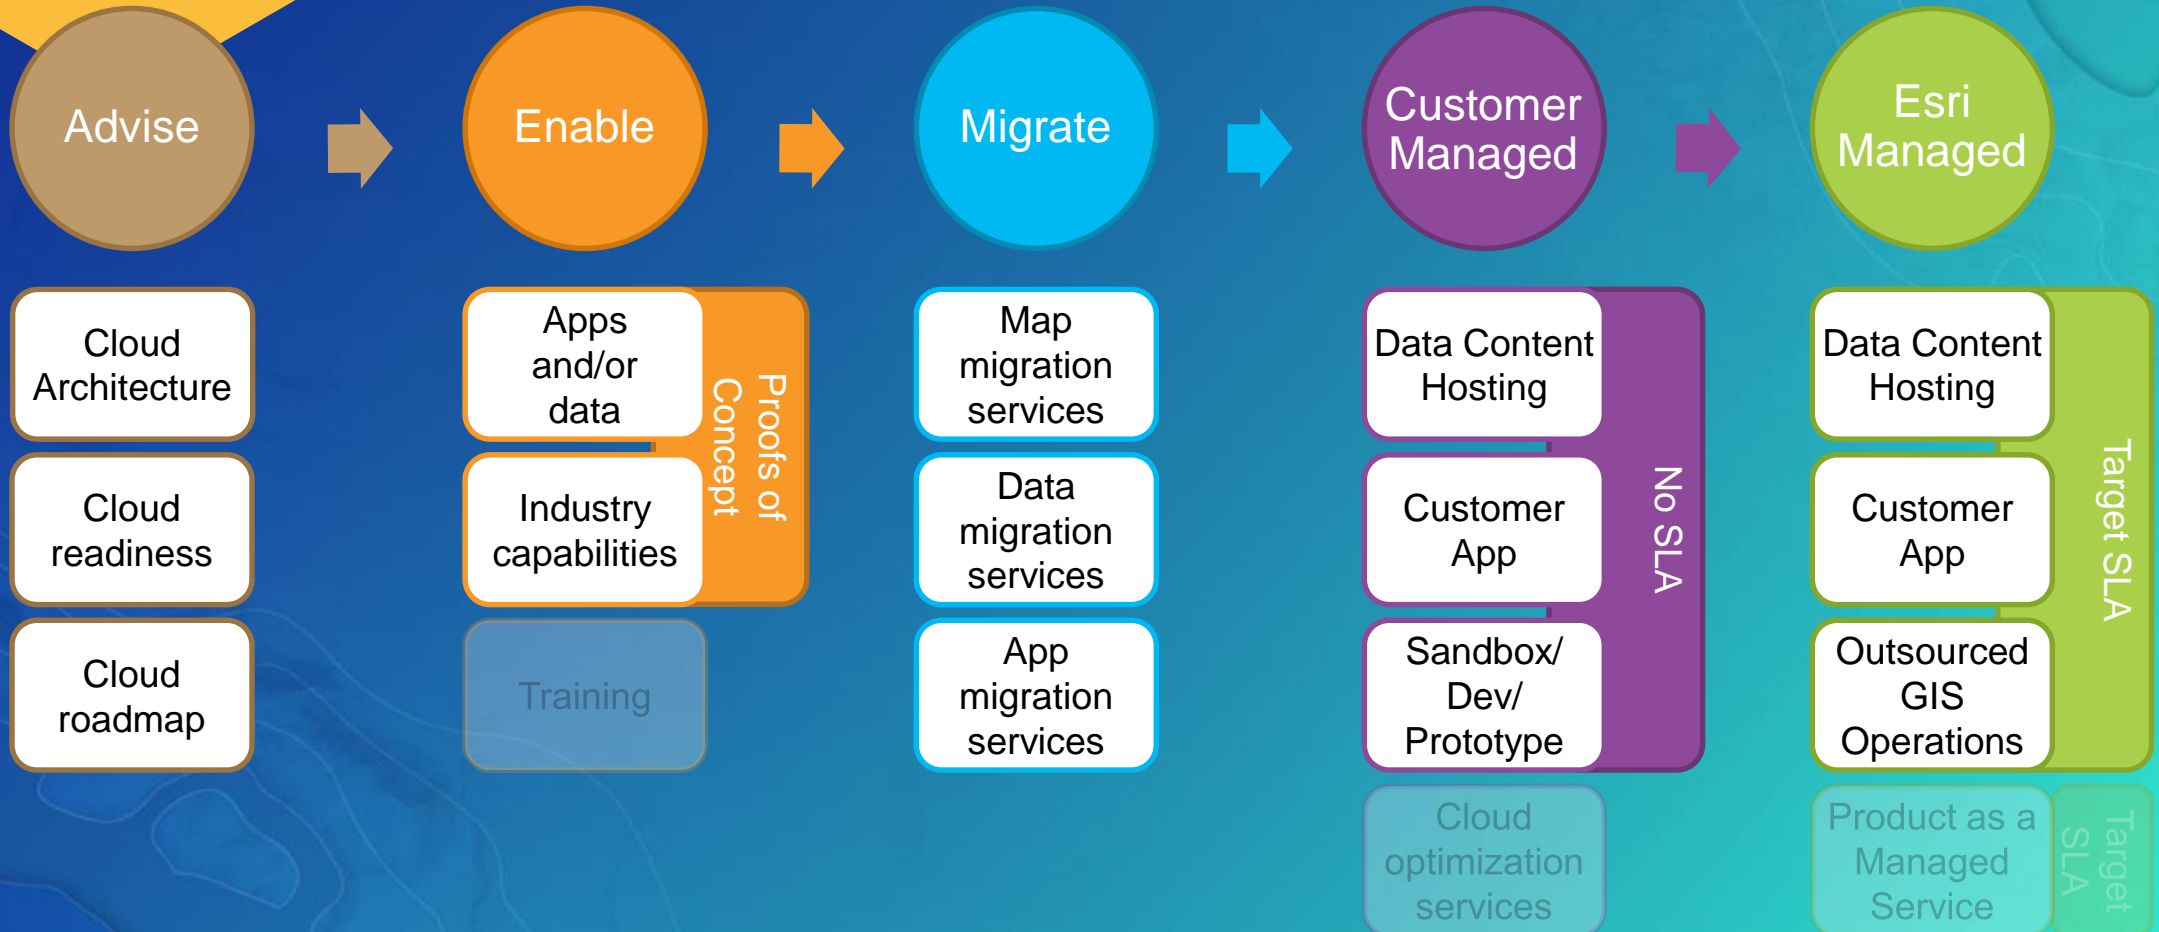 Advise
Enable
Migrate
Customer
Managed
Esri
Managed
Cloud
Architecture
Cloud
readiness
Cloud
roadmap
Apps
and/or
data
Industry
capabilities
Proofs of
Concept
Training
Map
migration
services
Data
migration
services
App
migration
services
Data Content
Hosting
Customer
App
Sandbox/
Dev/
Prototype
No SLA
Cloud
optimization
services
Data Content
Hosting
Customer
App
Outsourced
GIS
Operations
Target SLA
Product as a
Managed
Service
Target
SLA